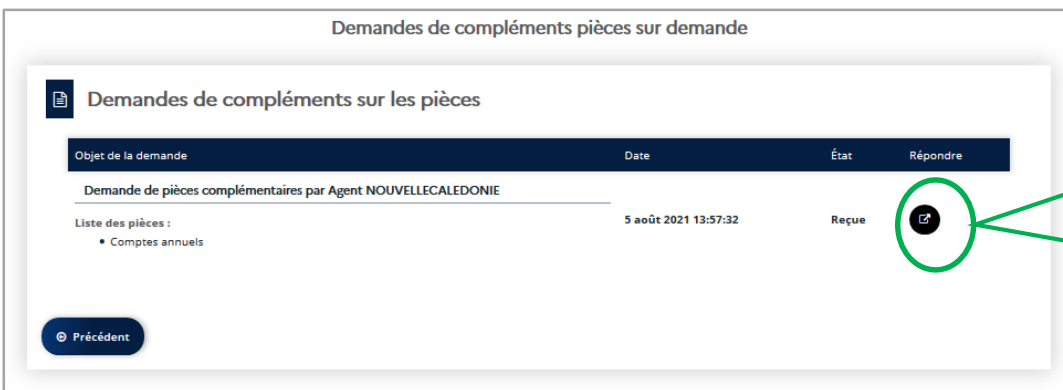 Demandes de compléments pièces sur demande
Demandes de compléments sur les pièces
Objet de la demande Date État Répondre
Demande de pièces complémentaires par Agent NOUVELLECALEDONIE
Liste des pièces : 5 août 2021 13:57:32 Reçue
• Comptes annuels
Précédent